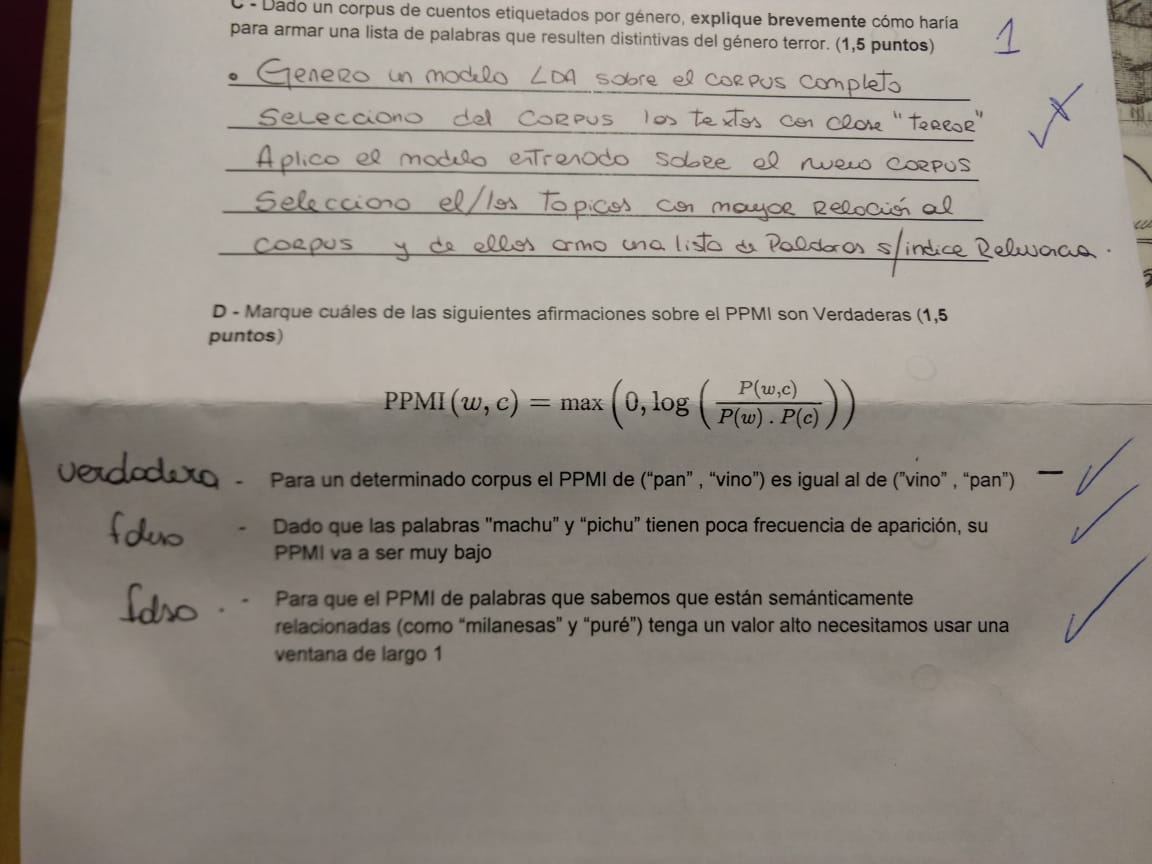 C - Dado un corpus de cuentos etiquetados por género, explique brevemente cómo haría
para armar una lista de palabras que resulten distintivas del género terror. (1,5 puntos)
1
• Genero un modelo LDA sobre el corpus completo
Selecciono del corpus los textos con clase "terror"
Aplico el modelo entrenado sobre el nuevo corpus
Selecciono el/los topicos con mayor relación al
corpus y de ellos armo una lista de Palabras s/indice Relevancia.
D - Marque cuáles de las siguientes afirmaciones sobre el PPMI son Verdaderas (1,5
puntos)
PPMI(w, c) = max(0, log(P(w,c) / P(w) . P(c)))
verdadera - Para un determinado corpus el PPMI de (“pan” , “vino”) es igual al de (”vino” , “pan”)
falso - Dado que las palabras "machu" y “pichu” tienen poca frecuencia de aparición, su
PPMI va a ser muy bajo
falso. - Para que el PPMI de palabras que sabemos que están semánticamente
relacionadas (como “milanesas” y “puré”) tenga un valor alto necesitamos usar una
ventana de largo 1